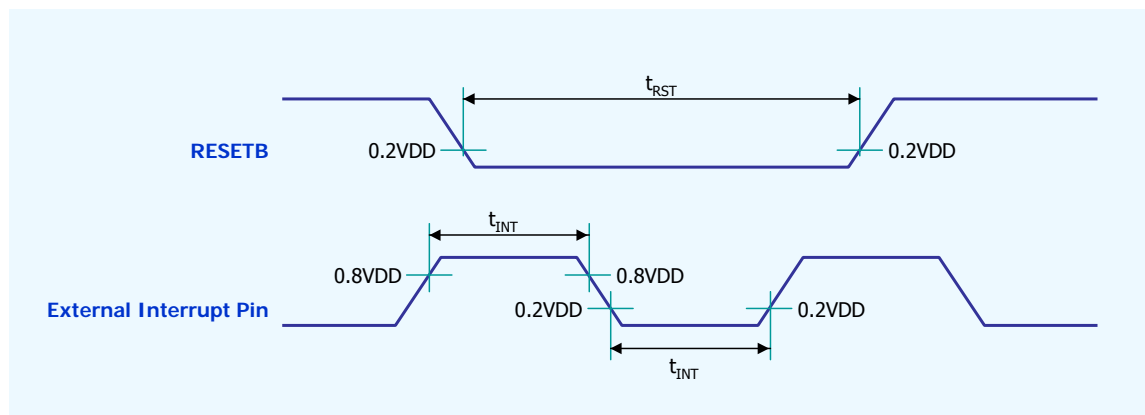 tRST
RESETB
0.2VDD
0.2VDD
tINT
0.8VDD
0.8VDD
External Interrupt Pin
0.2VDD
0.2VDD
tINT